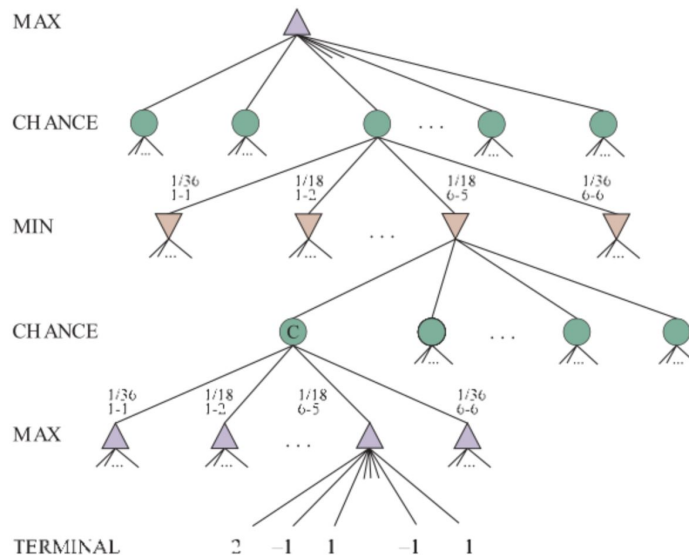 MAX
CHANCE
...
... ... ... ... ...
1/36 1/18 1/18 1/36
1-1 1-2 6-5 6-6
MIN
...
... ... ...
CHANCE
C
...
... ... ...
1/36 1/18 1/18 1/36
1-1 1-2 6-5 6-6
MAX
...
... ... ...
TERMINAL 2 –1 1 –1 1